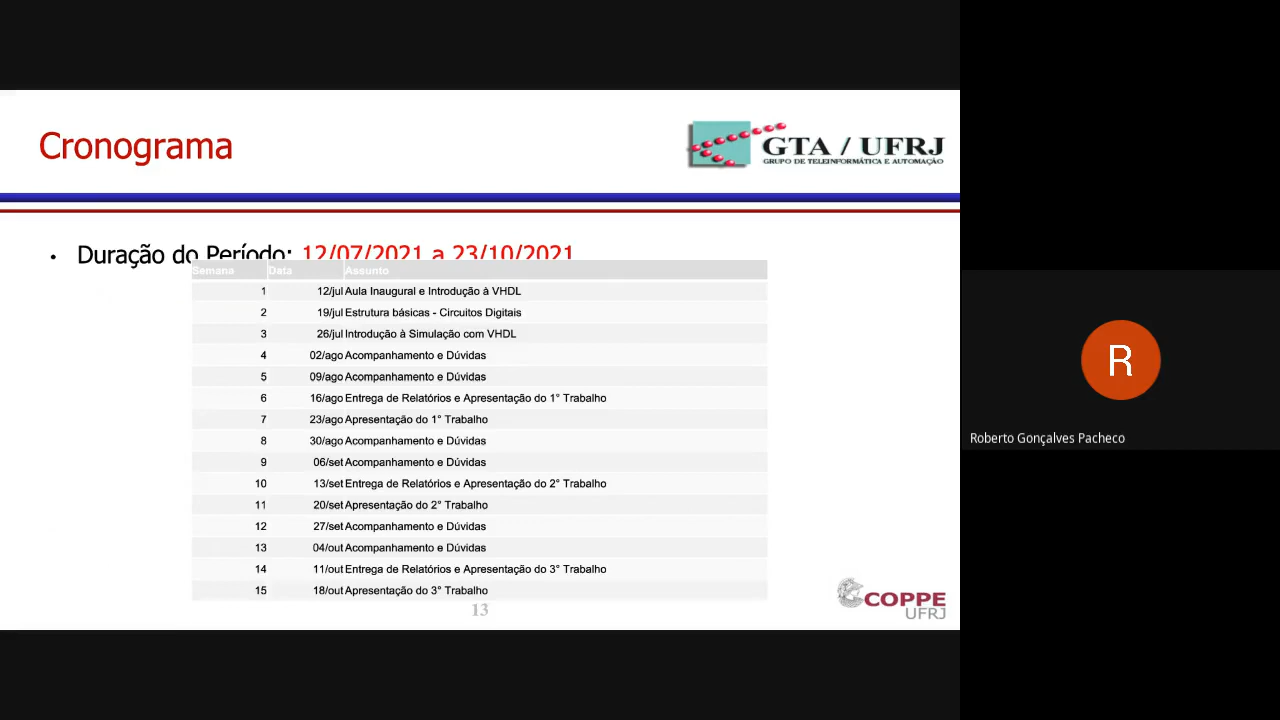 Cronograma
GTA / UFRJ
GRUPO DE TELEINFORMÁTICA E AUTOMAÇÃO
• Duração do Período: 12/07/2021 a 23/10/2021
Semana Data Assunto
1 12/jul Aula Inaugural e Introdução à VHDL
2 19/jul Estrutura básicas - Circuitos Digitais
3 26/jul Introdução à Simulação com VHDL
4 02/ago Acompanhamento e Dúvidas
5 09/ago Acompanhamento e Dúvidas
6 16/ago Entrega de Relatórios e Apresentação do 1° Trabalho
7 23/ago Apresentação do 1° Trabalho
8 30/ago Acompanhamento e Dúvidas
9 06/set Acompanhamento e Dúvidas
10 13/set Entrega de Relatórios e Apresentação do 2° Trabalho
11 20/set Apresentação do 2° Trabalho
12 27/set Acompanhamento e Dúvidas
13 04/out Acompanhamento e Dúvidas
14 11/out Entrega de Relatórios e Apresentação do 3° Trabalho
15 18/out Apresentação do 3° Trabalho
13
COPPE
UFRJ
R
Roberto Gonçalves Pacheco